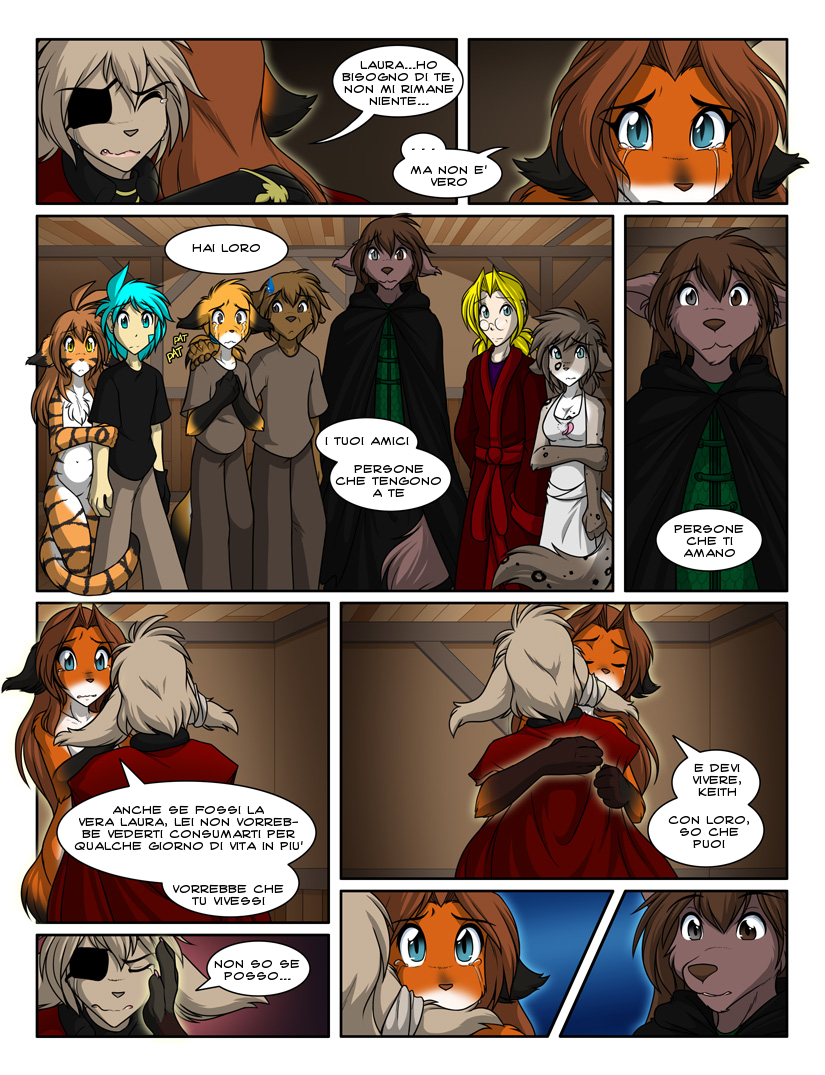 LAURA...HO
BISOGNO DI TE,
NON MI RIMANE
NIENTE...
...
MA NON E'
VERO
HAI LORO
PAT
PAT
I TUOI AMICI
PERSONE
CHE TENGONO
A TE
PERSONE
CHE TI
AMANO
ANCHE SE FOSSI LA
VERA LAURA, LEI NON VORREB-
BE VEDERTI CONSUMARTI PER
QUALCHE GIORNO DI VITA IN PIU'
VORREBBE CHE
TU VIVESSI
E DEVI
VIVERE,
KEITH
CON LORO,
SO CHE
PUOI
NON SO SE
POSSO...